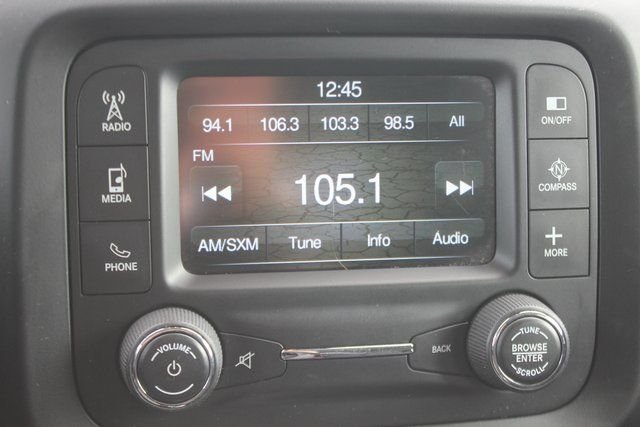 12:45
94.1 106.3 103.3 98.5 All
FM
105.1
AM/SXM Tune Info Audio
RADIO
MEDIA
PHONE
ON/OFF
N
COMPASS
MORE
VOLUME
BACK
TUNE
BROWSE
ENTER
SCROLL